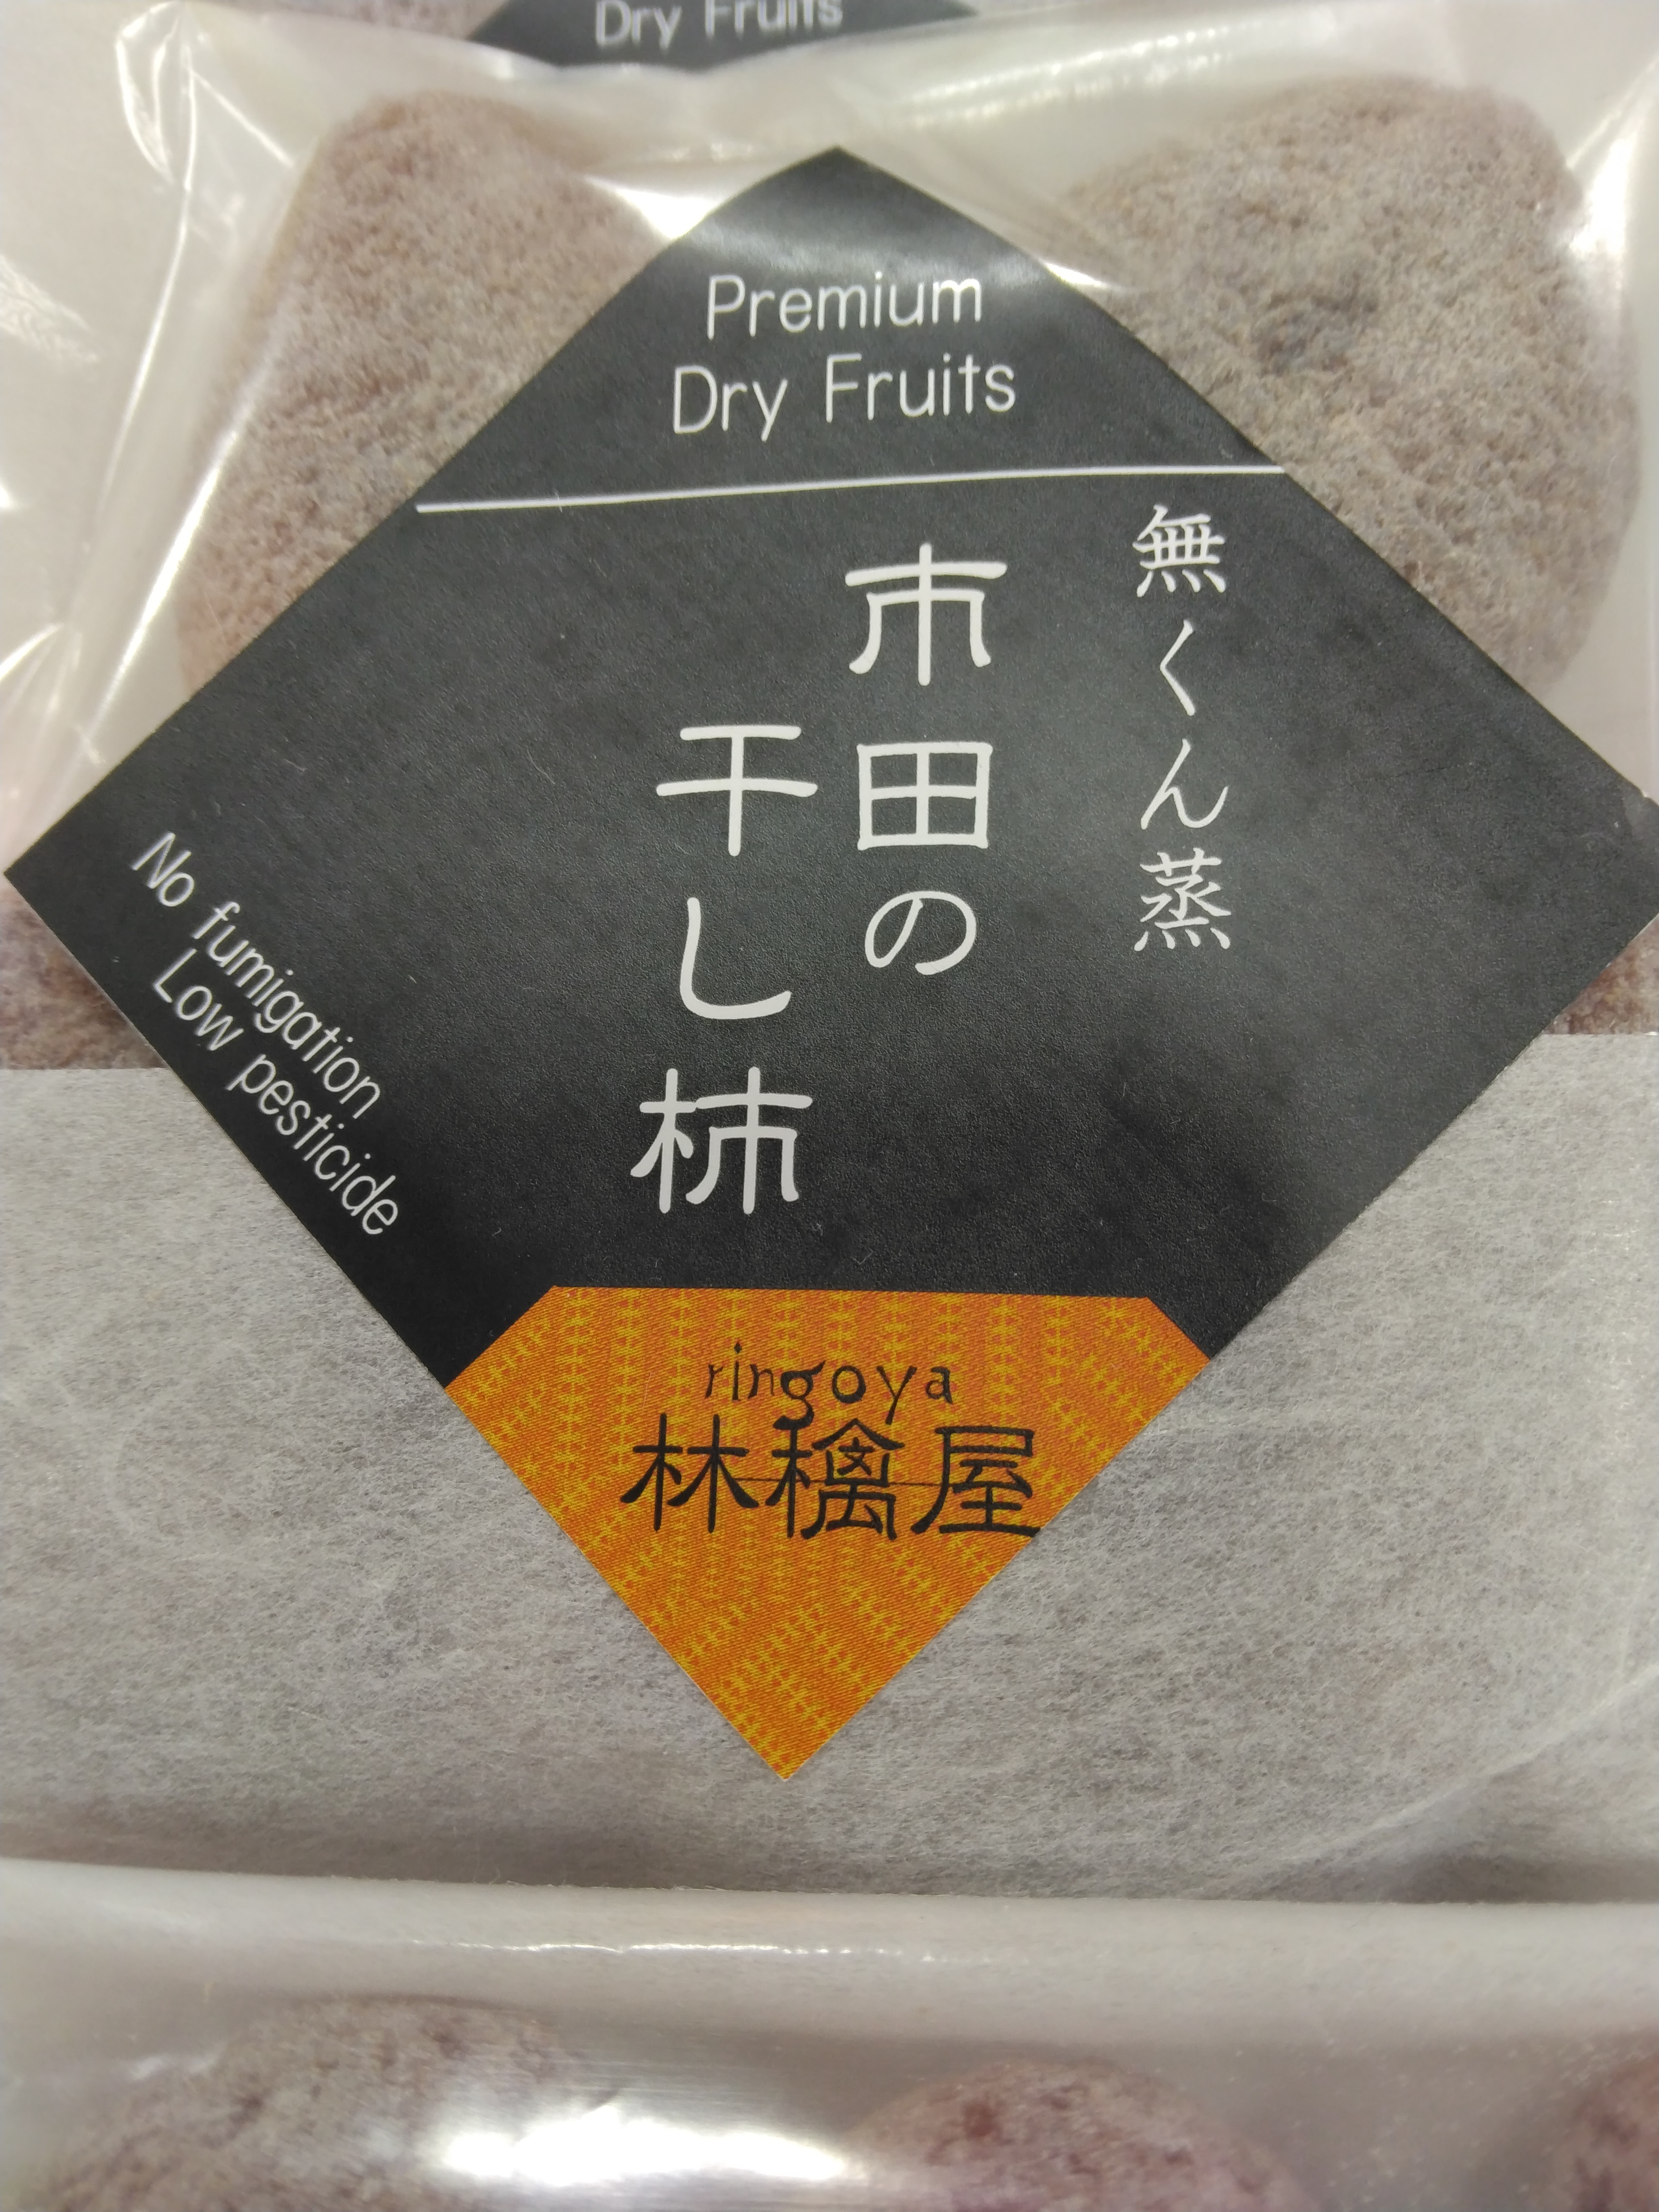 Dry Fruits
Premium
Dry Fruits
無くん蒸
市田の
干し柿
No fumigation
Low pesticide
ringoya
林檎屋